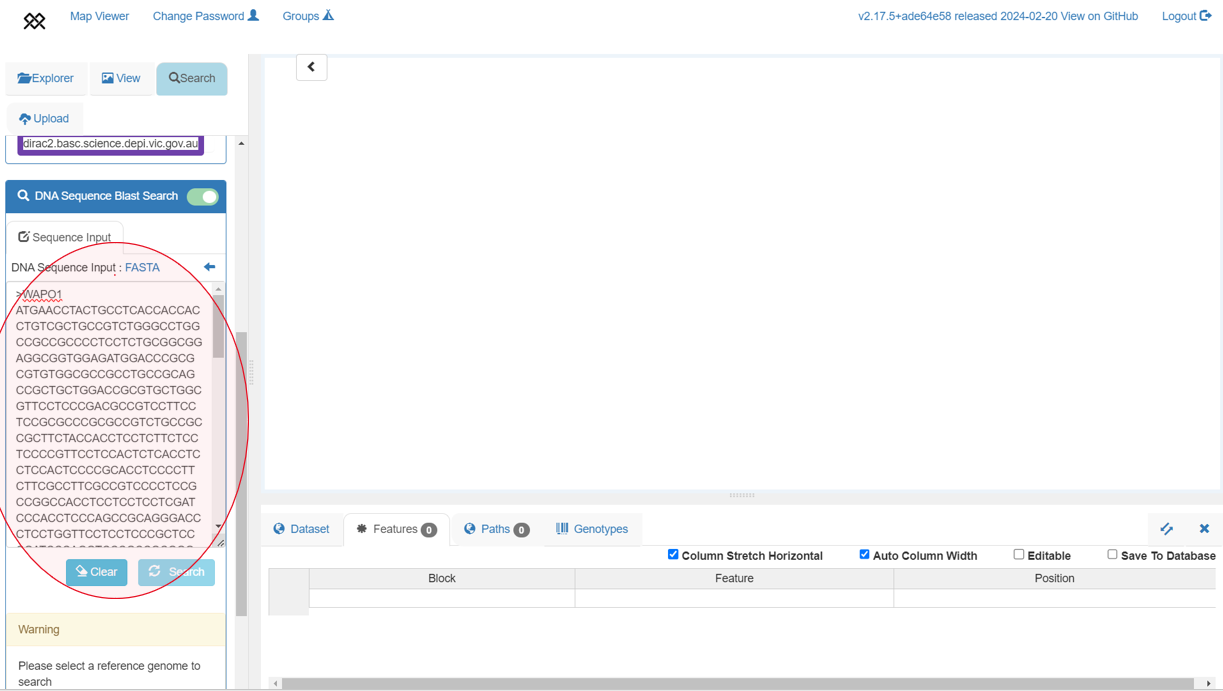 Map Viewer Change Password Groups v2.17.5+ade64e58 released 2024-02-20 View on GitHub Logout
Explorer View Search
Upload
dirac2.basc.science.depi.vic.gov.au
DNA Sequence Blast Search
Sequence Input
DNA Sequence Input : FASTA
>WAPO1
ATGAACCTACTGCCTCACCACCAC
CTGTCGCTGCCGTCTGGGCCTGG
CCGCCGCCCCTCCTCTGCGGCGG
AGGCGGTGGAGATGGACCCGCG
CGTGTGGCGCCGCCTGCCGCAG
CCGCTGCTGGACCGCGTGCTGGC
GTTCCTCCCGACGCCGTCCTTCC
TCCGCGCCCGCGCCGTCTGCCGC
CGCTTCTACCACCTCCTCTTCTCC
TCCCCGTTCCTCCACTCTCACCTC
CTCCACTCCCCGCACCTCCCCTT
CTTCGCCTTCGCCGTCCCCTCCG
CCGGCCACCTCCTCCTCCTCGAT
CCCACCTCCCAGCCGCAGGGACC
CTCCTGGTTCCTCCTCCCGCTCC
Clear Search
Warning
Please select a reference genome to
search
Dataset Features 0 Paths 0 Genotypes
Column Stretch Horizontal Auto Column Width Editable Save To Database
Block Feature Position